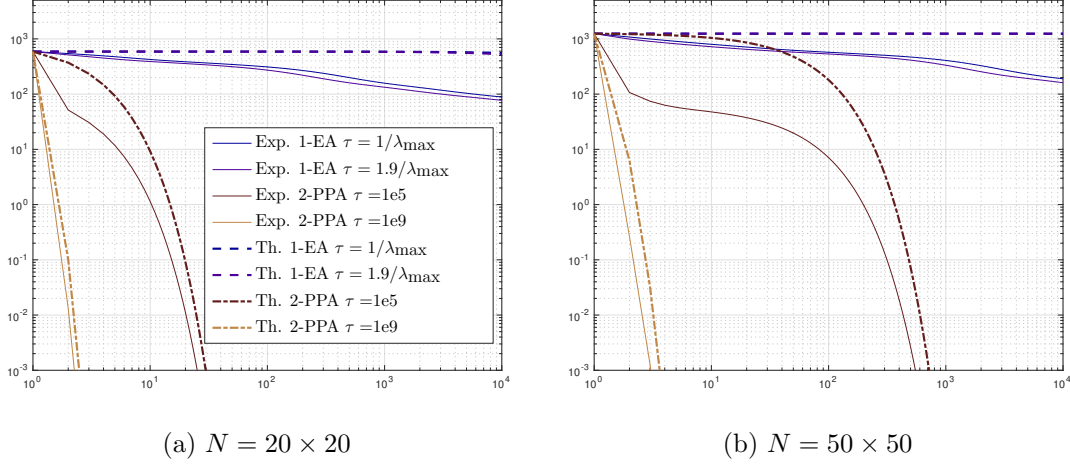 10^3
10^2
10^1
10^0
10^-1
10^-2
10^-3
10^0
10^1
10^2
10^3
10^4
Exp. 1-EA τ = 1/λmax
Exp. 1-EA τ = 1.9/λmax
Exp. 2-PPA τ =1e5
Exp. 2-PPA τ =1e9
Th. 1-EA τ = 1/λmax
Th. 1-EA τ = 1.9/λmax
Th. 2-PPA τ =1e5
Th. 2-PPA τ =1e9
(a) N = 20 × 20
10^3
10^2
10^1
10^0
10^-1
10^-2
10^-3
10^0
10^1
10^2
10^3
10^4
(b) N = 50 × 50